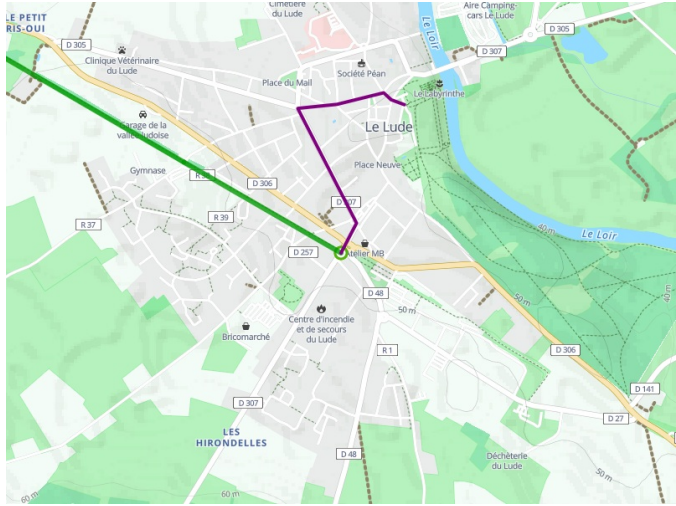 Cimetière
du Lude
Aire Camping-
cars Le Lude
LE PETIT
RIS-OUI
Le Loir
D 305
D 305
D 307
Clinique Vétérinaire
du Lude
Société Péan
Place du Mail
Le Labyrinthe
Garage de la
vallée ludoise
Le Lude
Place Neuve
Gymnase
D 306
R 39
R 37
Le Loir
40 m
D 257
Atelier MB
40 m
D 48
50 m
50 m
Centre d'Incendie
et de secours
du Lude
Bricomarché
R 1
D 306
D 141
D 307
D 27
LES
HIRONDELLES
D 48
Déchèterie
du Lude
50 m
60 m
60 m